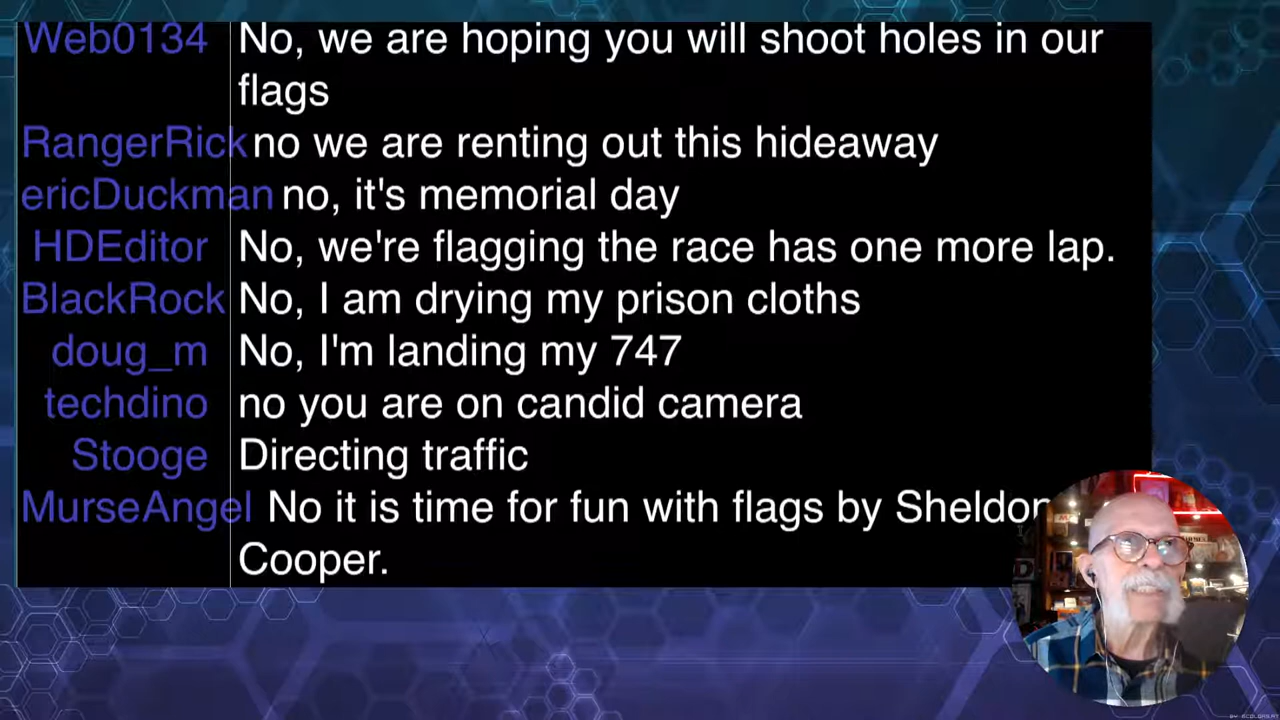 Web0134 No, we are hoping you will shoot holes in our
flags
RangerRick no we are renting out this hideaway
ericDuckman no, it's memorial day
HDEditor No, we're flagging the race has one more lap.
BlackRock No, I am drying my prison cloths
doug_m No, I'm landing my 747
techdino no you are on candid camera
Stooge Directing traffic
MurseAngel No it is time for fun with flags by Sheldon
Cooper.